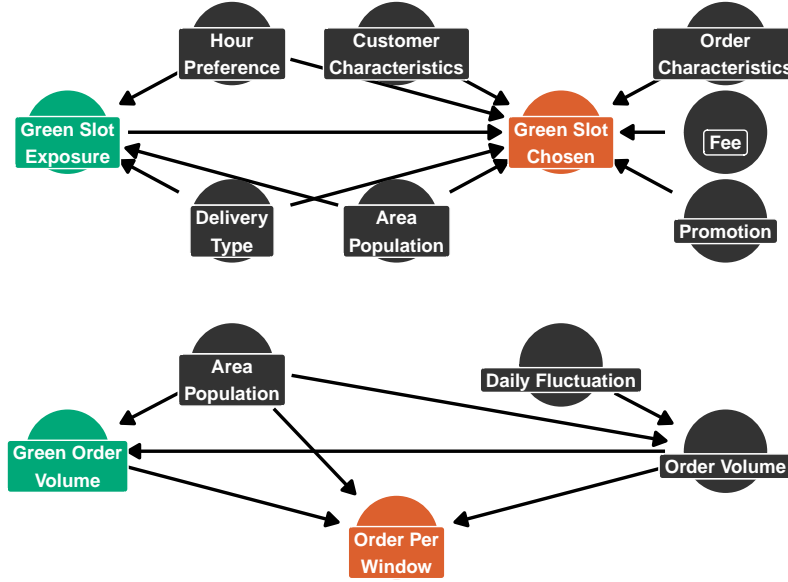 Hour
Preference
Customer
Characteristics
Order
Characteristics
Green Slot
Exposure
Green Slot
Chosen
Fee
Delivery
Type
Area
Population
Promotion
Area
Population
Daily Fluctuation
Green Order
Volume
Order Volume
Order Per
Window